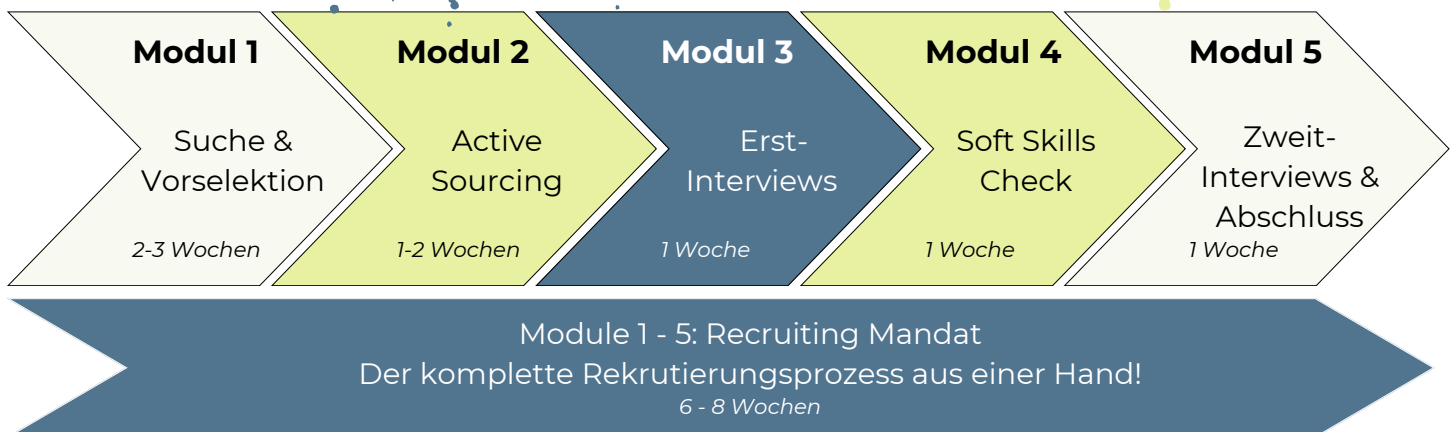 Modul 1
Suche &
Vorselektion
2-3 Wochen
Modul 2
Active
Sourcing
1-2 Wochen
Modul 3
Erst-
Interviews
1 Woche
Modul 4
Soft Skills
Check
1 Woche
Modul 5
Zweit-
Interviews &
Abschluss
1 Woche
Module 1 - 5: Recruiting Mandat
Der komplette Rekrutierungsprozess aus einer Hand!
6 - 8 Wochen